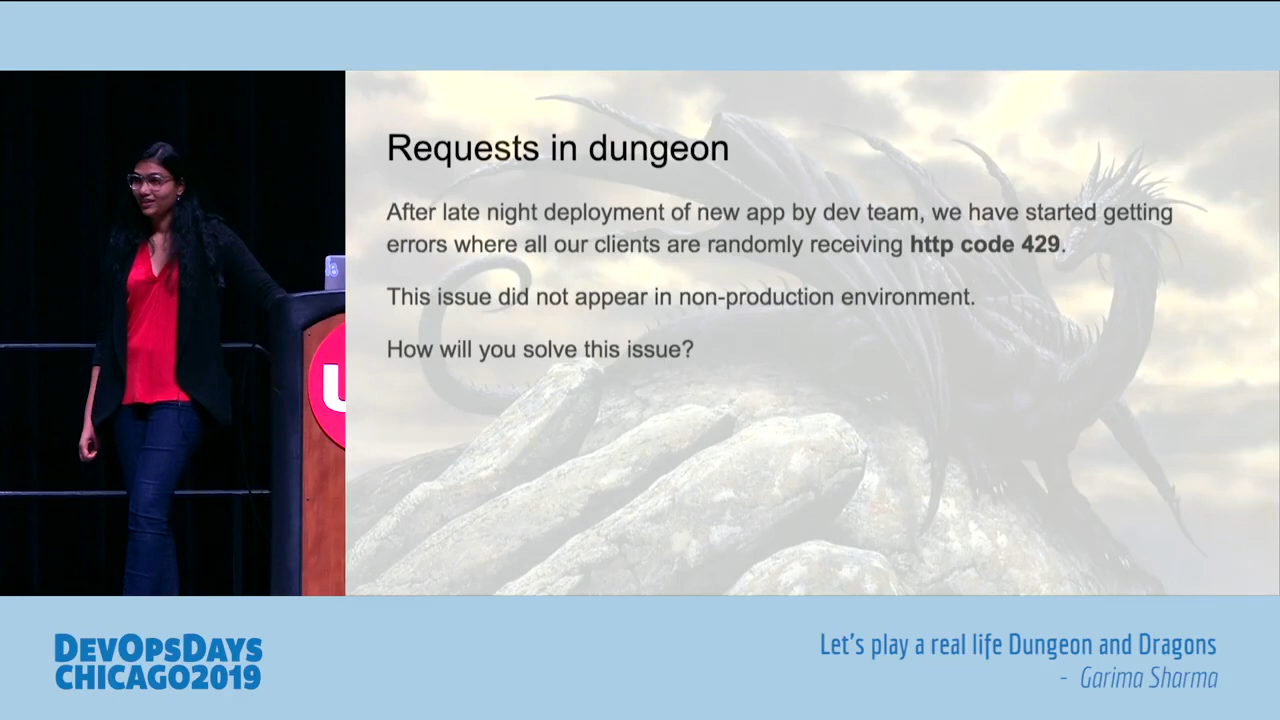 Requests in dungeon
After late night deployment of new app by dev team, we have started getting
errors where all our clients are randomly receiving http code 429.
This issue did not appear in non-production environment.
How will you solve this issue?
DEVOPSDAYS
CHICAGO2019
Let's play a real life Dungeon and Dragons
- Garima Sharma